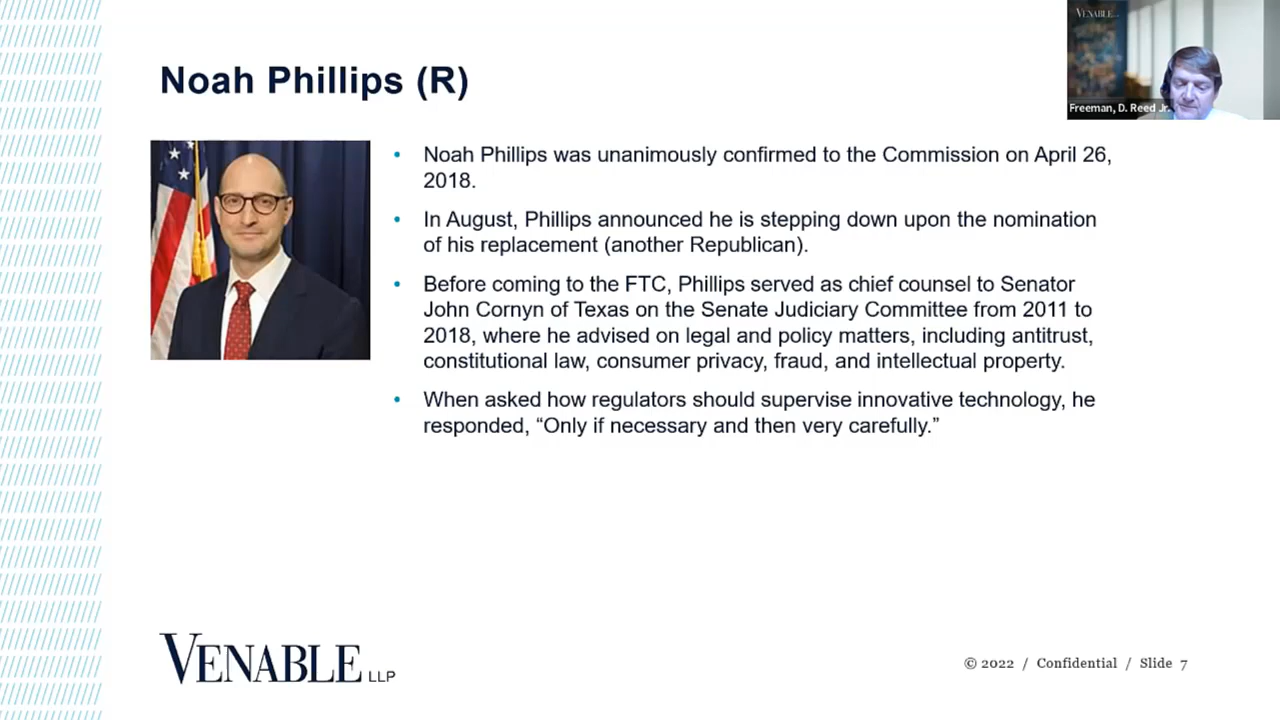 VENABLE
Freeman, D. Reed Jr.
Noah Phillips (R)
• Noah Phillips was unanimously confirmed to the Commission on April 26,
2018.
• In August, Phillips announced he is stepping down upon the nomination
of his replacement (another Republican).
• Before coming to the FTC, Phillips served as chief counsel to Senator
John Cornyn of Texas on the Senate Judiciary Committee from 2011 to
2018, where he advised on legal and policy matters, including antitrust,
constitutional law, consumer privacy, fraud, and intellectual property.
• When asked how regulators should supervise innovative technology, he
responded, “Only if necessary and then very carefully.”
VENABLE LLP
© 2022 / Confidential / Slide 7